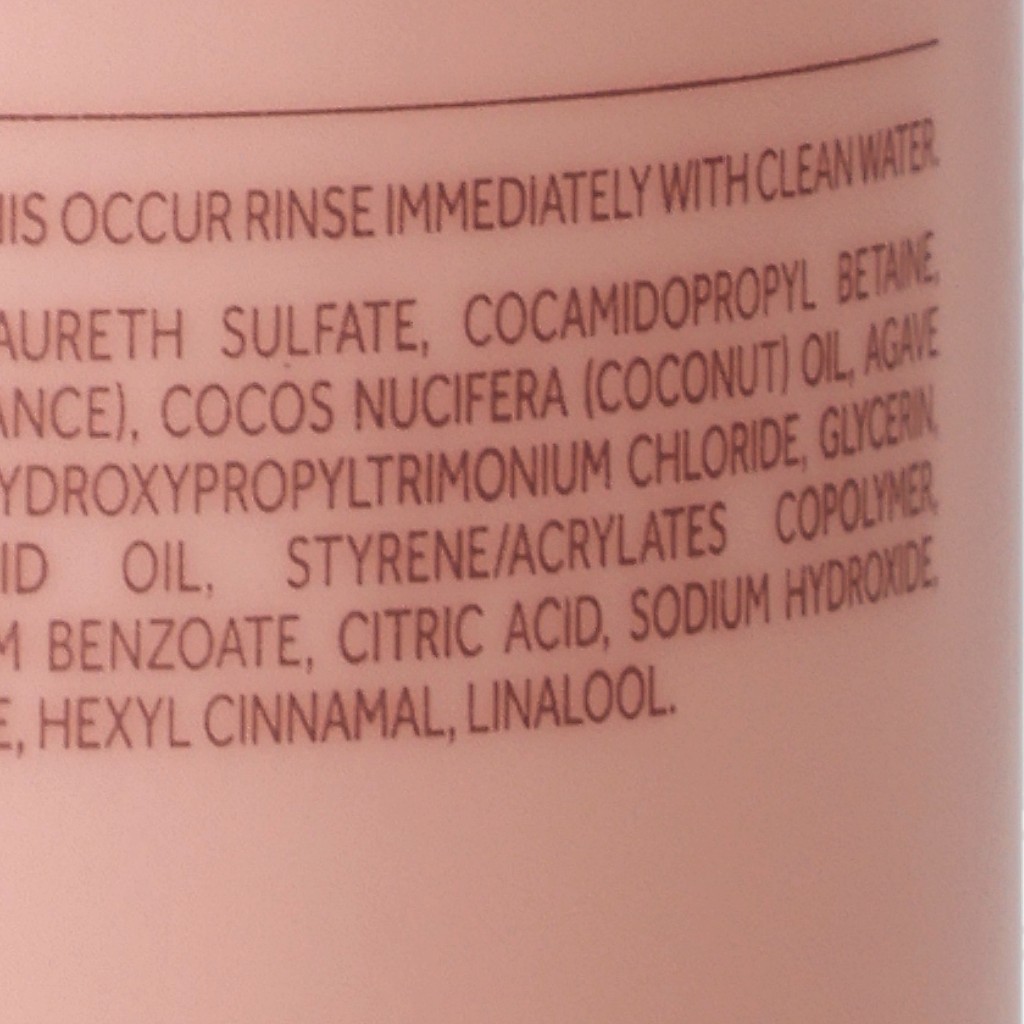 HIS OCCUR RINSE IMMEDIATELY WITH CLEAN WATER.
AURETH SULFATE, COCAMIDOPROPYL BETAINE,
ANCE), COCOS NUCIFERA (COCONUT) OIL, AGAVE
YDROXYPROPYLTRIMONIUM CHLORIDE, GLYCERIN,
ID OIL, STYRENE/ACRYLATES COPOLYMER,
M BENZOATE, CITRIC ACID, SODIUM HYDROXIDE,
E, HEXYL CINNAMAL, LINALOOL.